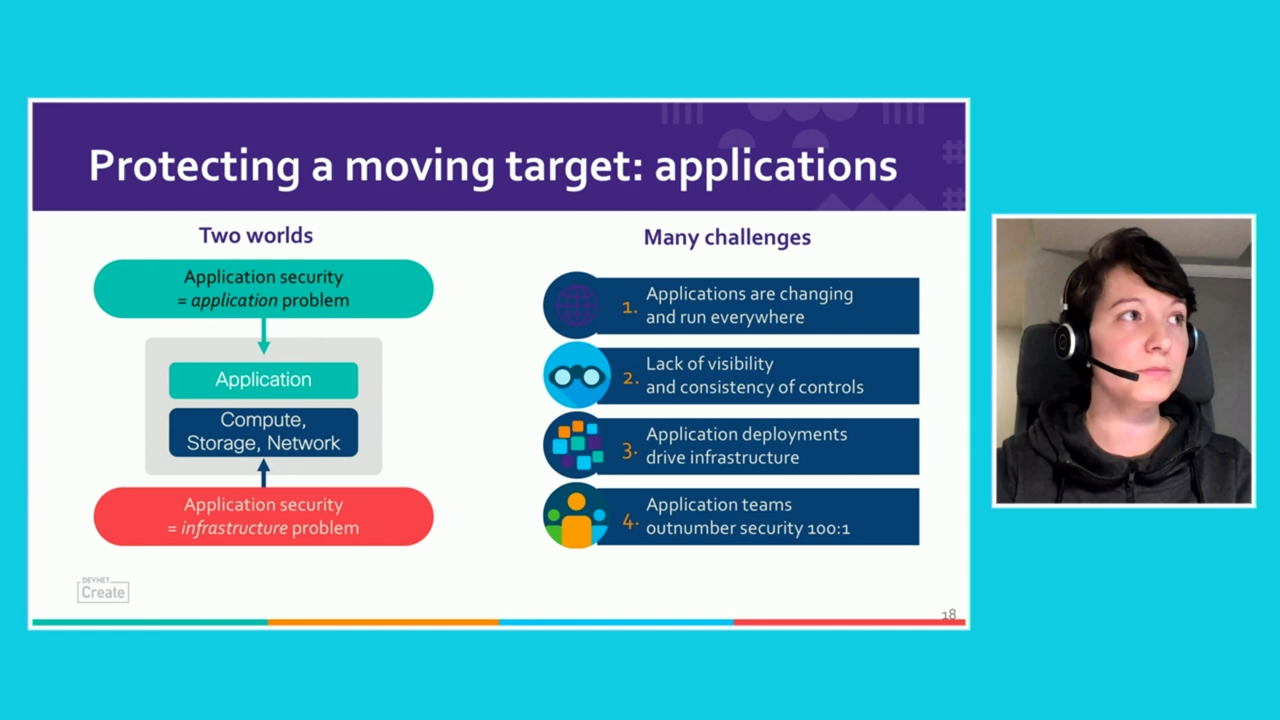 Protecting a moving target: applications
Two worlds
Application security
= application problem
Application
Compute,
Storage, Network
Application security
= infrastructure problem
Many challenges
1. Applications are changing
and run everywhere
2. Lack of visibility
and consistency of controls
3. Application deployments
drive infrastructure
4. Application teams
outnumber security 100:1
DEVNET
Create
18